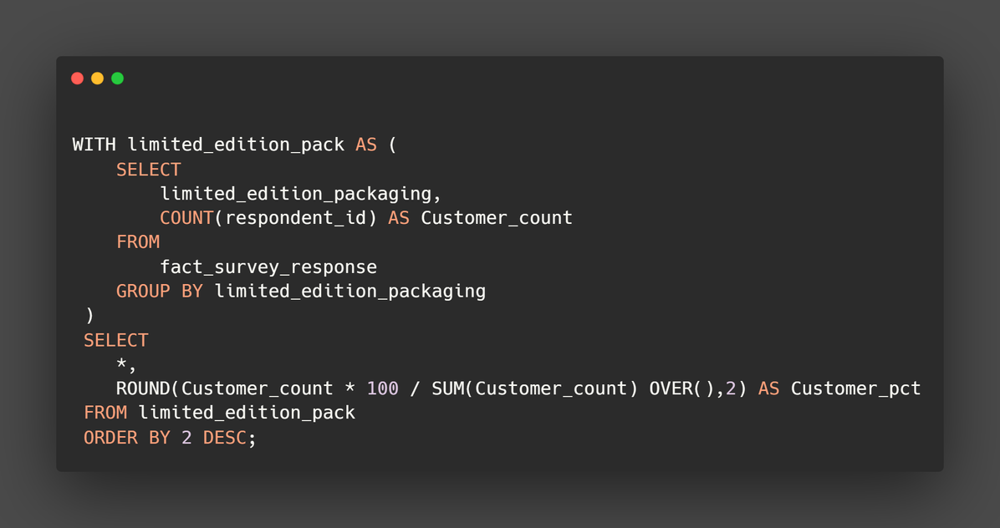 WITH limited_edition_pack AS (
    SELECT
        limited_edition_packaging,
        COUNT(respondent_id) AS Customer_count
    FROM
        fact_survey_response
    GROUP BY limited_edition_packaging
 )
 SELECT
    *,
    ROUND(Customer_count * 100 / SUM(Customer_count) OVER(),2) AS Customer_pct
 FROM limited_edition_pack
 ORDER BY 2 DESC;